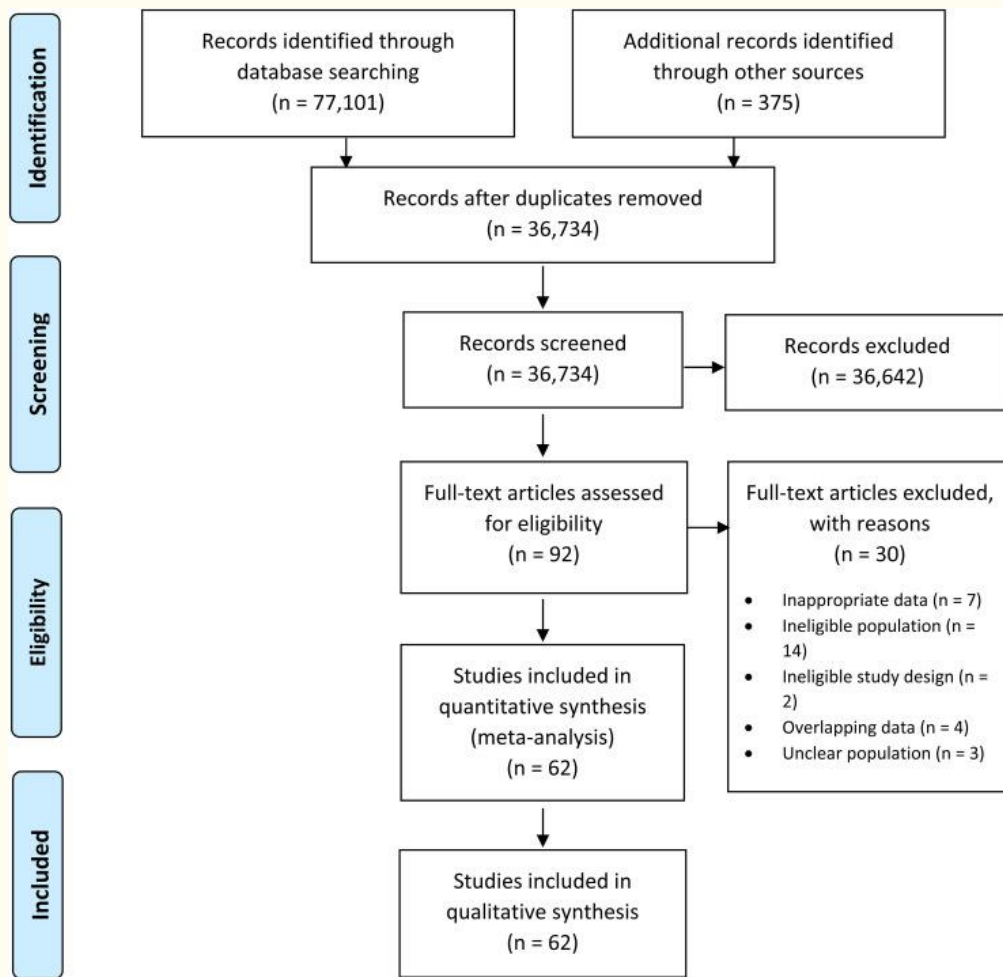 Identification
Records identified through
database searching
(n = 77,101)
Additional records identified
through other sources
(n = 375)
Records after duplicates removed
(n = 36,734)
Screening
Records screened
(n = 36,734)
Records excluded
(n = 36,642)
Eligibility
Full-text articles assessed
for eligibility
(n = 92)
Full-text articles excluded,
with reasons
(n = 30)
• Inappropriate data (n = 7)
• Ineligible population (n =
14)
• Ineligible study design (n =
2)
• Overlapping data (n = 4)
• Unclear population (n = 3)
Studies included in
quantitative synthesis
(meta-analysis)
n = 62)
Included
Studies included in
qualitative synthesis
n = 62)